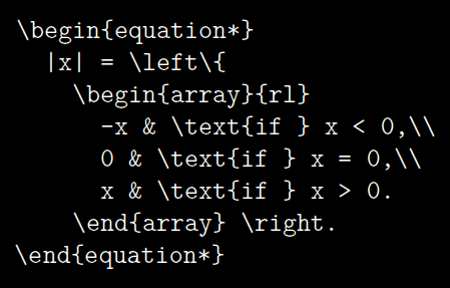 \begin{equation*}
|x| = \left\{
\begin{array}{rl}
-x & \text{if } x < 0,\\
0 & \text{if } x = 0,\\
x & \text{if } x > 0.
\end{array} \right.
\end{equation*}